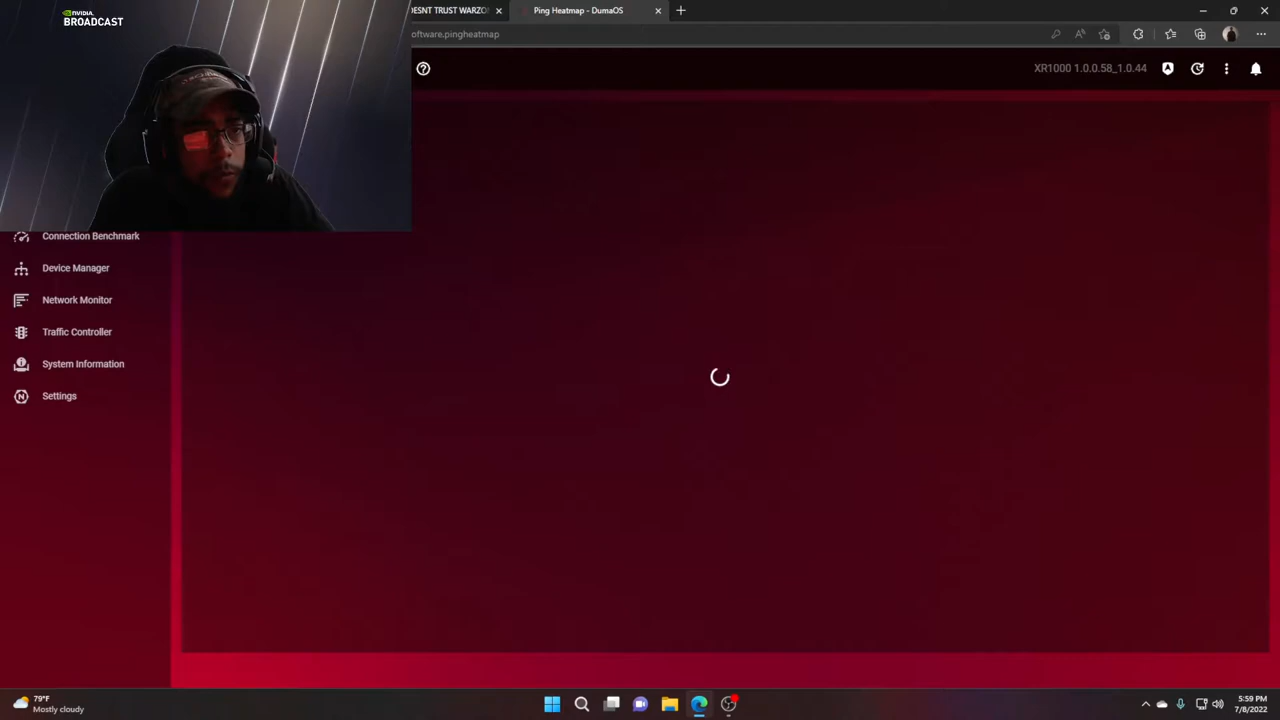 NVIDIA.
BROADCAST
DESNT TRUST WARZO
Ping Heatmap - DumaOS
oftware.pingheatmap
XR1000 1.0.0.58_1.0.44
Connection Benchmark
Device Manager
Network Monitor
Traffic Controller
System Information
Settings
79°F
Mostly cloudy
5:59 PM
7/8/2022